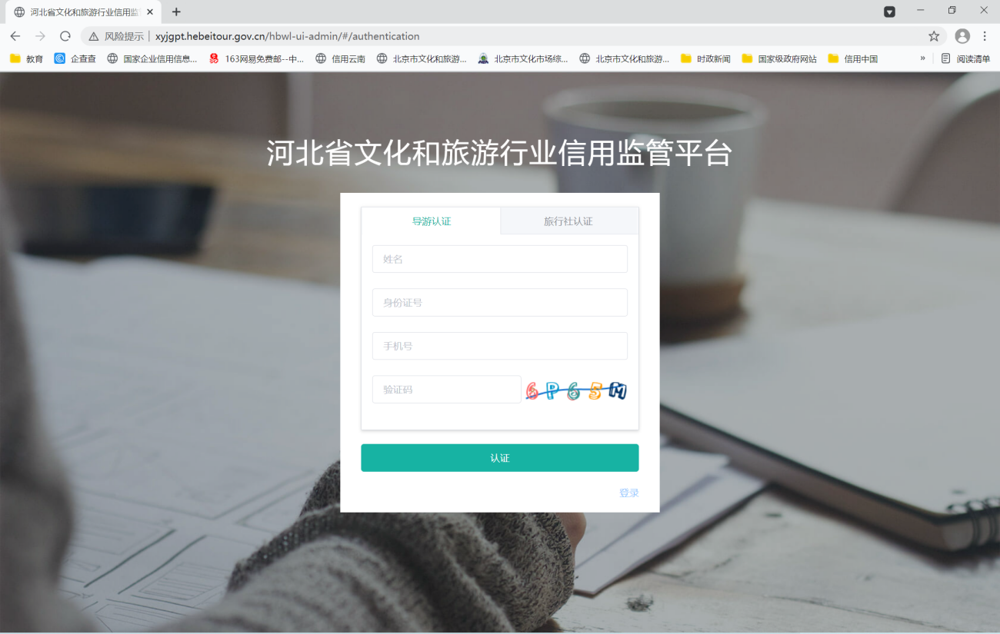 河北省文化和旅游行业信用监
风险提示 xyjgpt.hebeitour.gov.cn/hbwl-ui-admin/#/authentication
教育 企查查 国家企业信用信息... 163网易免费邮--中... 信用云南 北京市文化和旅游... 北京市文化市场综... 北京市文化和旅游... 时政新闻 国家级政府网站 信用中国 » 阅读清单
河北省文化和旅游行业信用监管平台
导游认证 旅行社认证
姓名
身份证号
手机号
验证码 6P65M
认证
登录